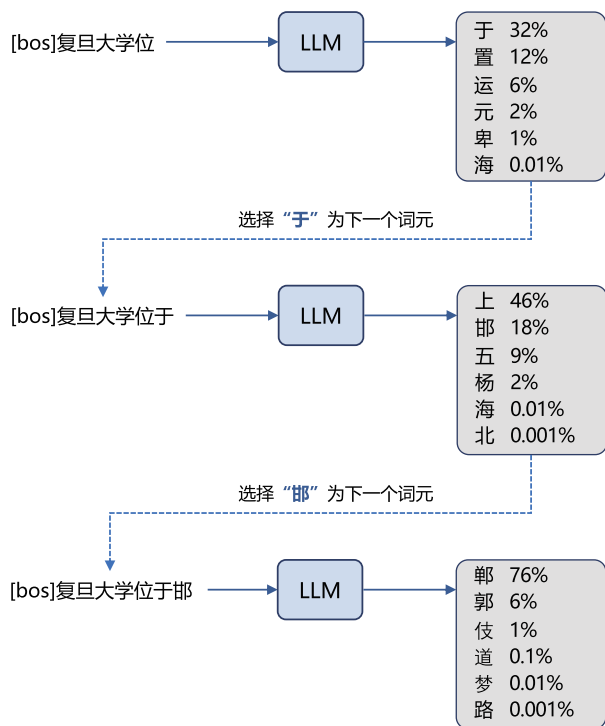 [bos]复旦大学位
LLM
于 32%
置 12%
运 6%
元 2%
卑 1%
海 0.01%
选择“于”为下一个词元
[bos]复旦大学位于
LLM
上 46%
邯 18%
五 9%
杨 2%
海 0.01%
北 0.001%
选择“邯”为下一个词元
[bos]复旦大学位于邯
LLM
郸 76%
郭 6%
伎 1%
道 0.1%
梦 0.01%
路 0.001%